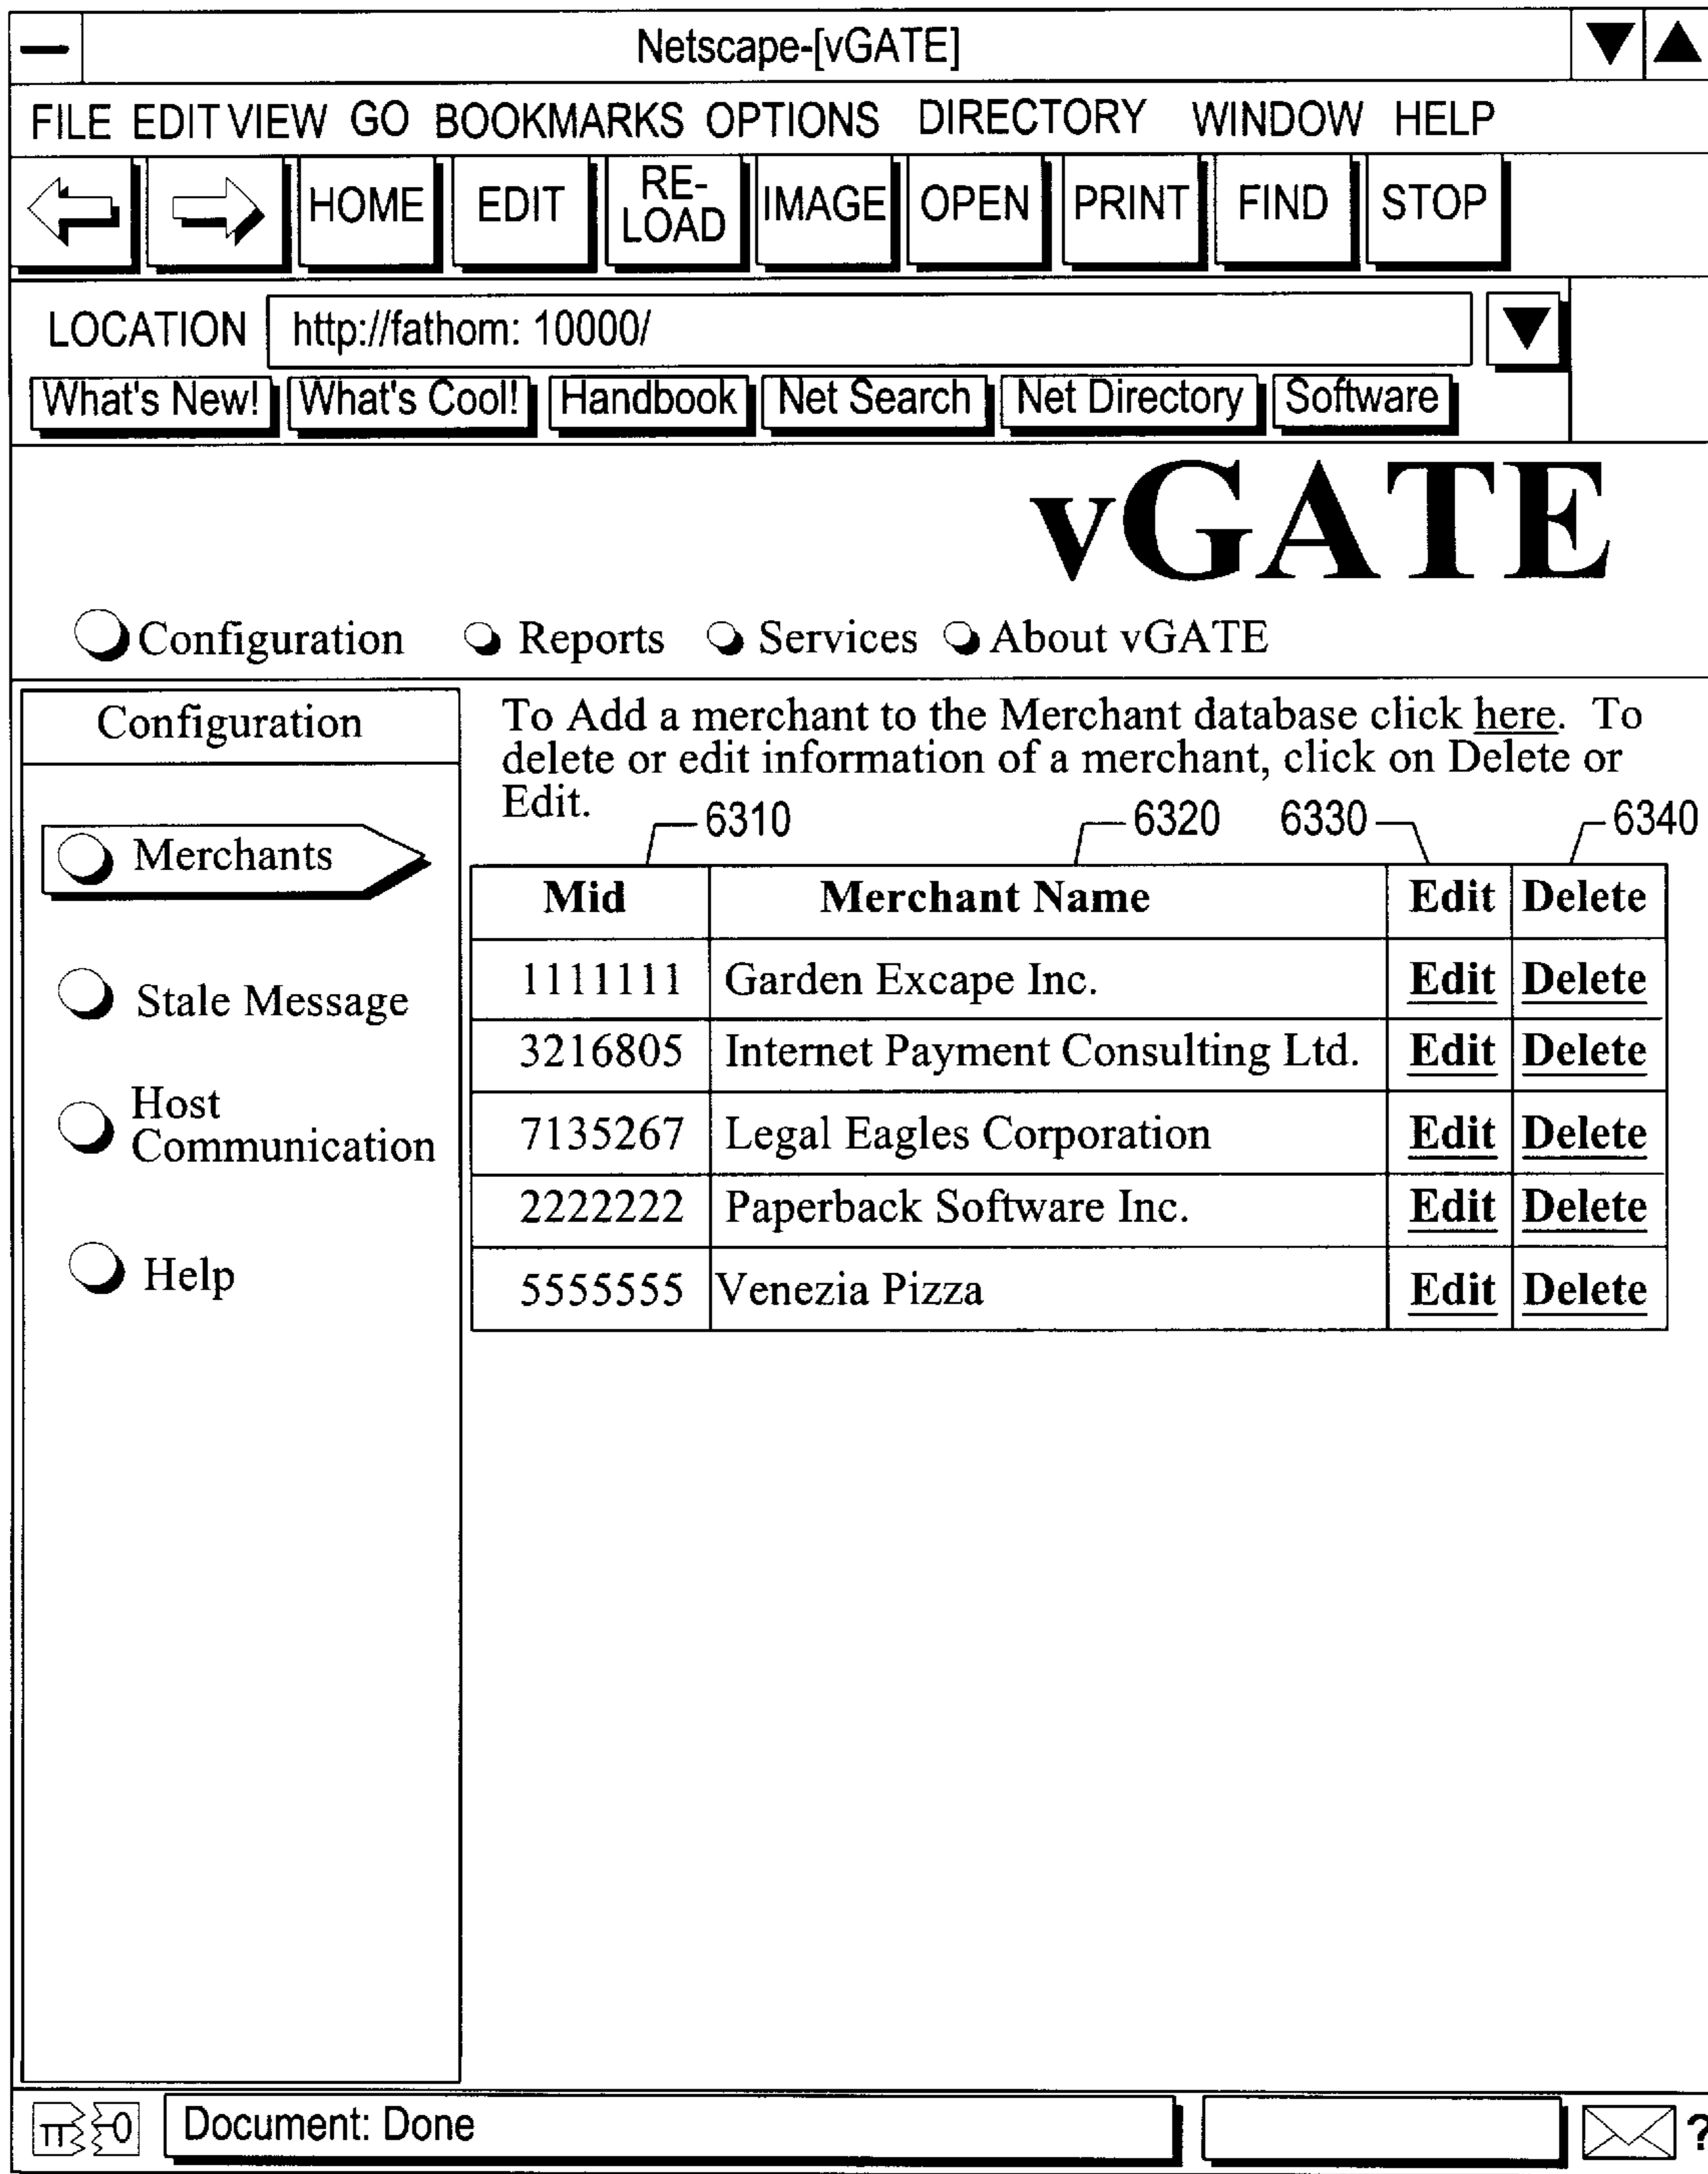 Netscape-[vGATE]
FILE EDIT VIEW GO BOOKMARKS OPTIONS DIRECTORY WINDOW HELP
HOME EDIT RE-LOAD IMAGE OPEN PRINT FIND STOP
LOCATION http://fathom: 10000/
What's New! What's Cool! Handbook Net Search Net Directory Software
vGATE
Configuration Reports Services About vGATE
Configuration
Merchants
Stale Message
Host
Communication
Help
To Add a merchant to the Merchant database click here. To
delete or edit information of a merchant, click on Delete or
Edit.
6310 6320 6330 6340
Mid Merchant Name Edit Delete
1111111 Garden Excape Inc. Edit Delete
3216805 Internet Payment Consulting Ltd. Edit Delete
7135267 Legal Eagles Corporation Edit Delete
2222222 Paperback Software Inc. Edit Delete
5555555 Venezia Pizza Edit Delete
Document: Done
?